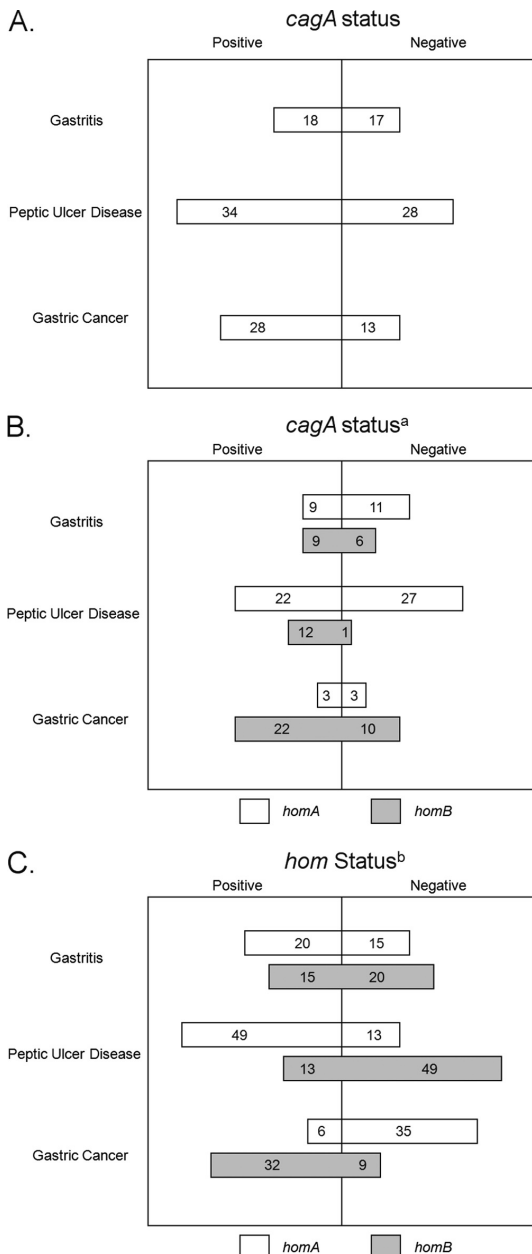 A.
cagA status
Positive Negative
Gastritis 18 17
Peptic Ulcer Disease 34 28
Gastric Cancer 28 13
B.
cagA statusᵃ
Positive Negative
Gastritis
9 11
9 6
Peptic Ulcer Disease
22 27
12 1
Gastric Cancer
3 3
22 10
homA homB
C.
hom Statusᵇ
Positive Negative
Gastritis
20 15
15 20
Peptic Ulcer Disease
49 13
13 49
Gastric Cancer
6 35
32 9
homA homB